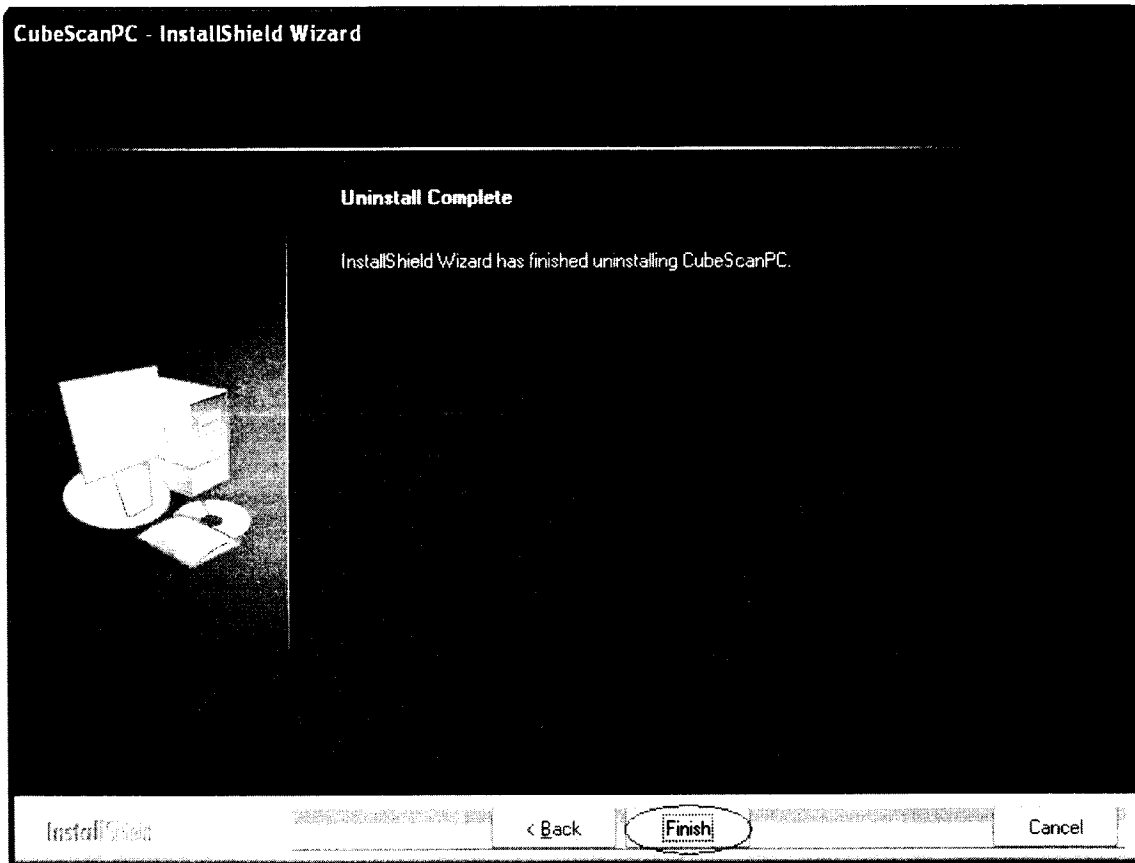 CubeScanPC - InstallShield Wizard
Uninstall Complete
InstallShield Wizard has finished uninstalling CubeScanPC.
InstallShield
< Back
Finish
Cancel